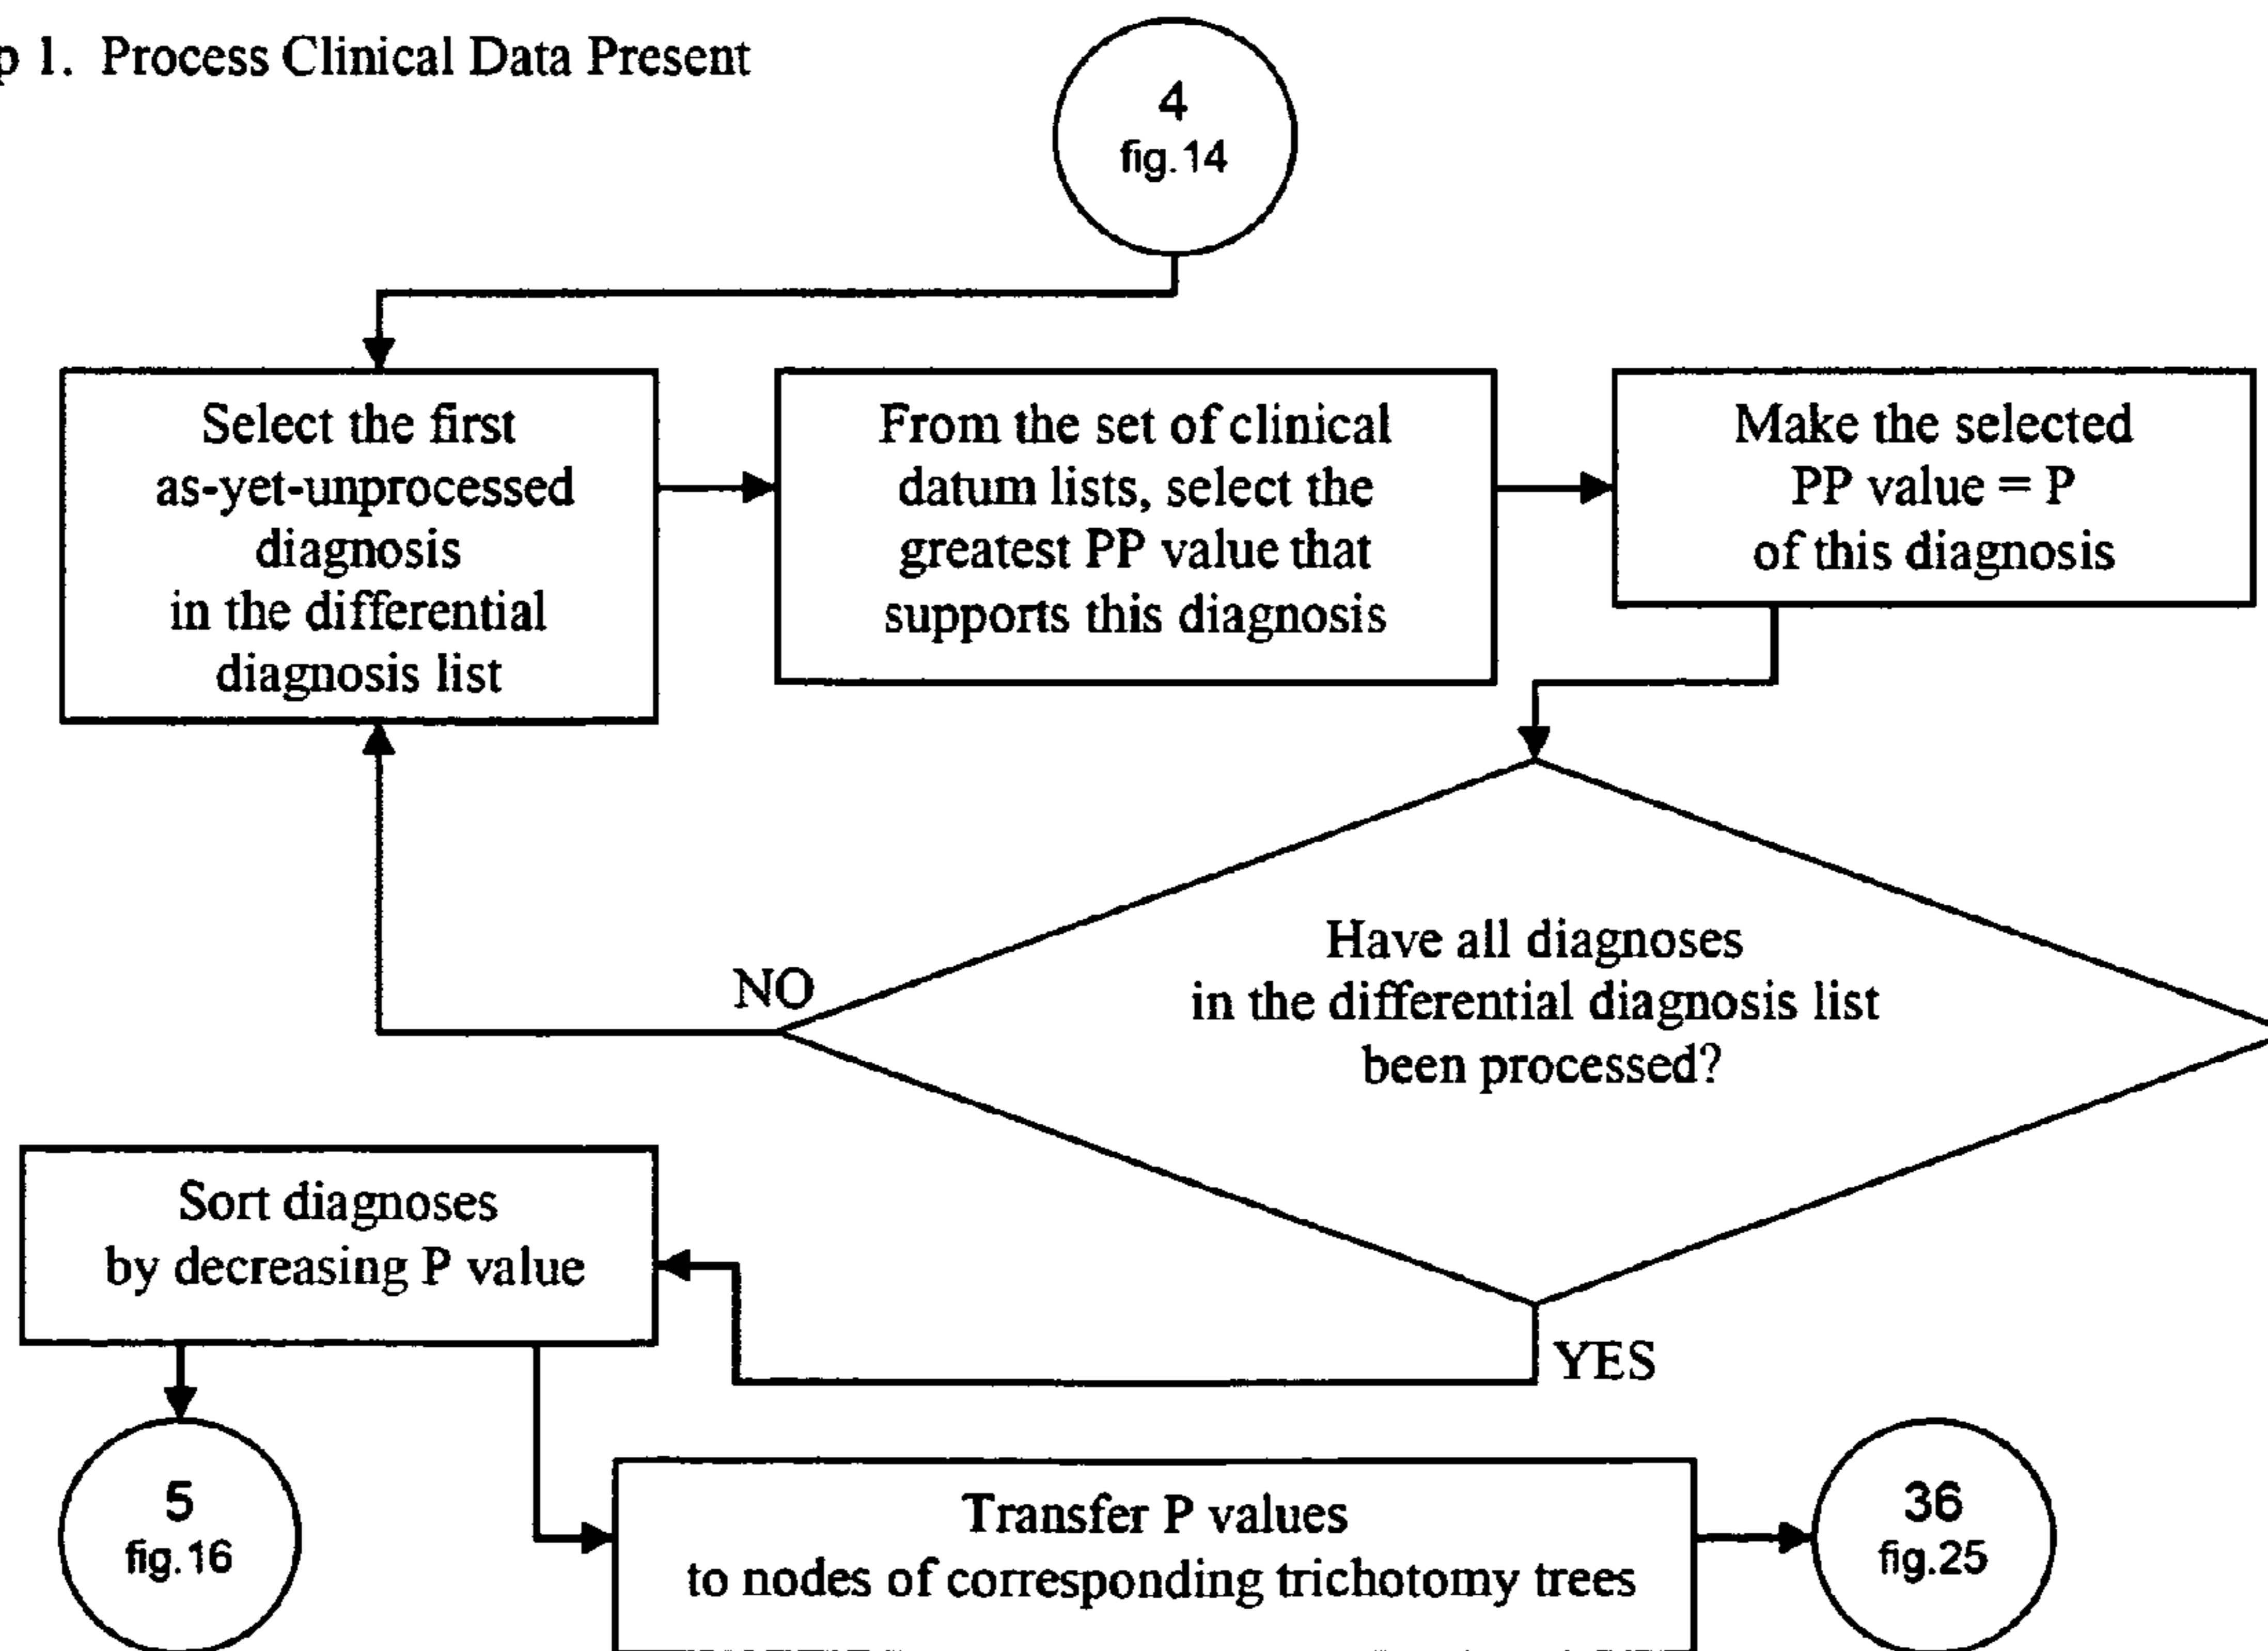 p 1. Process Clinical Data Present
4
fig.14
Select the first
as-yet-unprocessed
diagnosis
in the differential
diagnosis list
From the set of clinical
datum lists, select the
greatest PP value that
supports this diagnosis
Make the selected
PP value = P
of this diagnosis
Have all diagnoses
in the differential diagnosis list
been processed?
NO
YES
Sort diagnoses
by decreasing P value
5
fig.16
Transfer P values
to nodes of corresponding trichotomy trees
36
fig.25